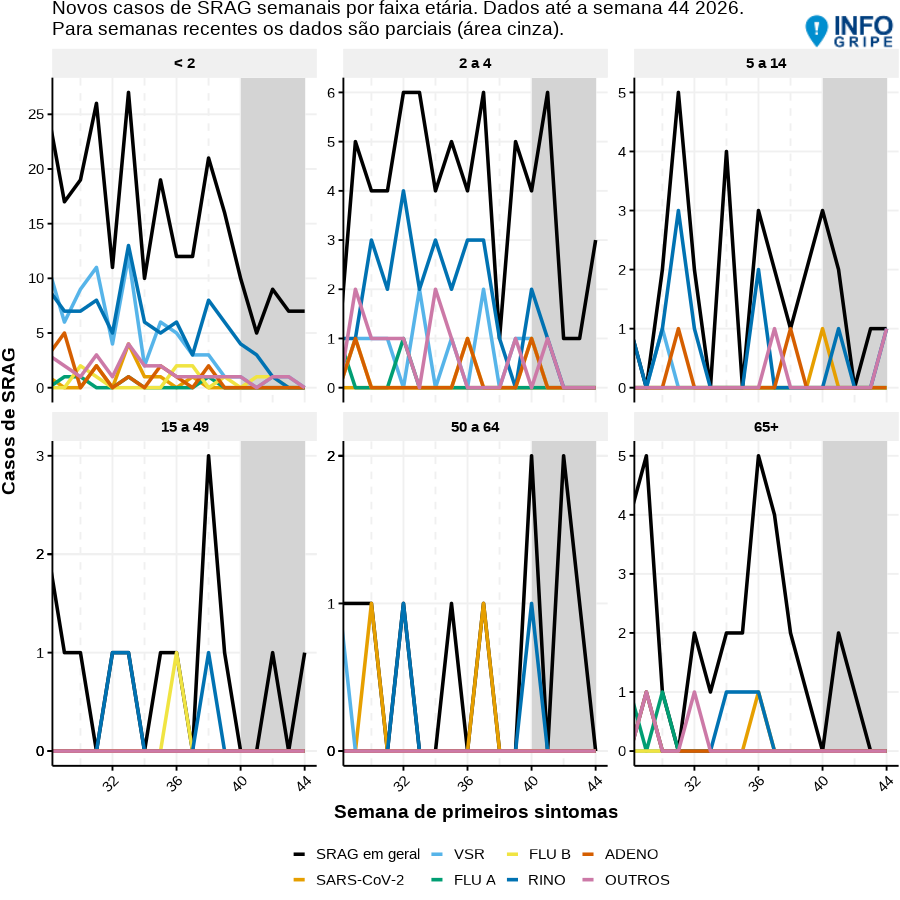 Novos casos de SRAG semanais por faixa etária. Dados até a semana 44 2026.
Para semanas recentes os dados são parciais (área cinza).
INFO
GRIPE
< 2
2 a 4
5 a 14
25
20
15
10
5
0
6
5
4
3
2
1
0
5
4
3
2
1
0
Casos de SRAG
15 a 49
50 a 64
65+
3
2
1
0
2
1
0
5
4
3
2
1
0
32 36 40 44
32 36 40 44
32 36 40 44
Semana de primeiros sintomas
SRAG em geral VSR FLU B ADENO
SARS-CoV-2 FLU A RINO OUTROS